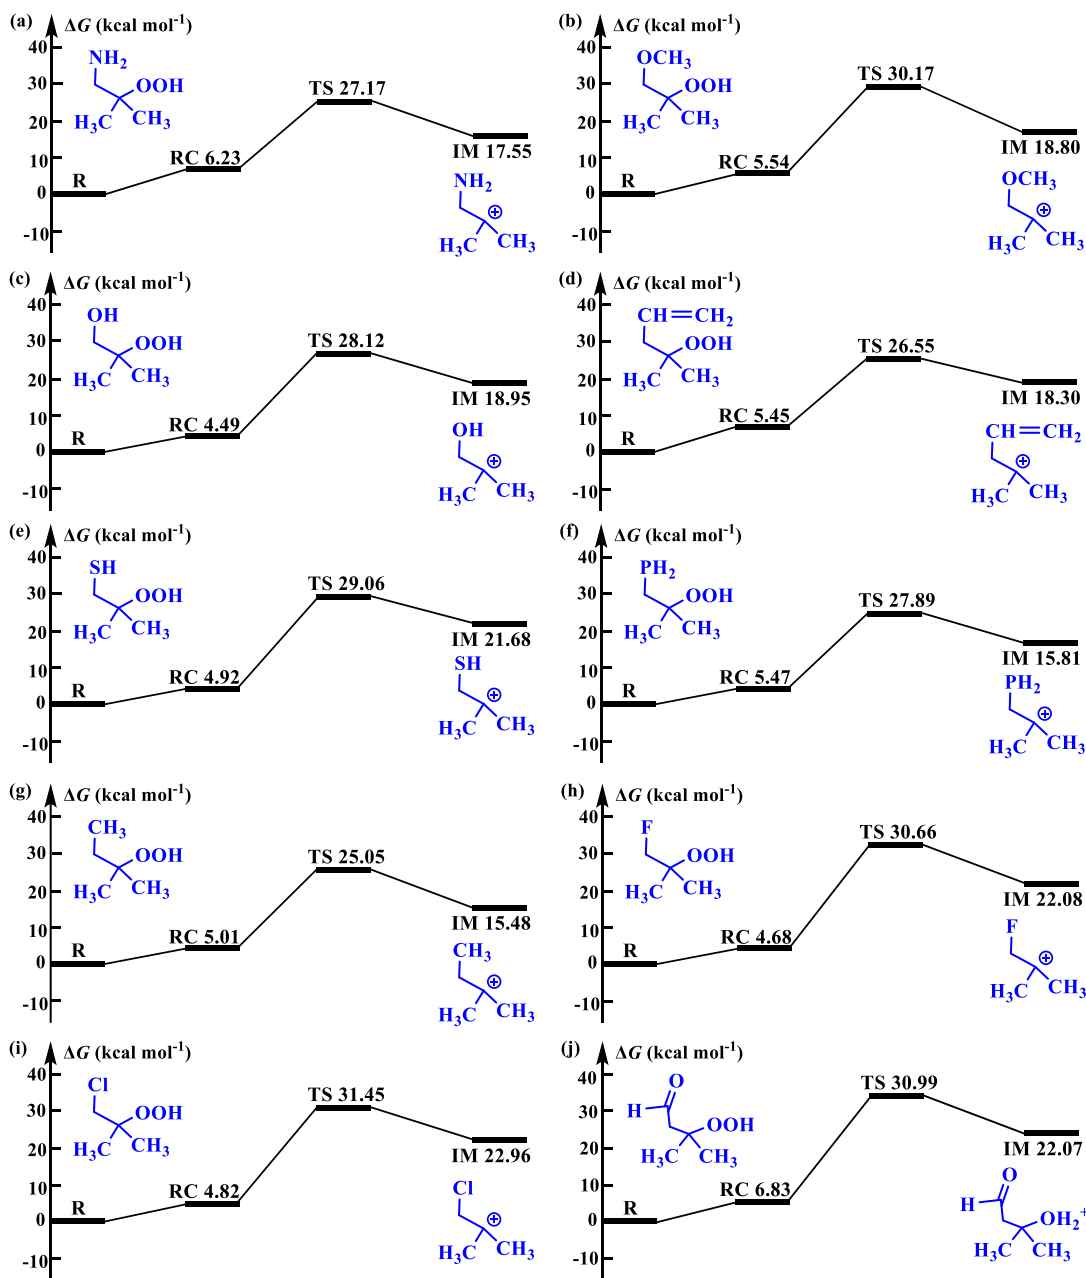 (a) ΔG (kcal mol⁻¹)
40
30
20
10
0
-10
NH₂
OOH
H₃C CH₃
R
RC 6.23
TS 27.17
IM 17.55
NH₂
⊕
H₃C CH₃
(b) ΔG (kcal mol⁻¹)
40
30
20
10
0
-10
OCH₃
OOH
H₃C CH₃
R
RC 5.54
TS 30.17
IM 18.80
OCH₃
⊕
H₃C CH₃
(c) ΔG (kcal mol⁻¹)
40
30
20
10
0
-10
OH
OOH
H₃C CH₃
R
RC 4.49
TS 28.12
IM 18.95
OH
⊕
H₃C CH₃
(d) ΔG (kcal mol⁻¹)
40
30
20
10
0
-10
CH=CH₂
OOH
H₃C CH₃
R
RC 5.45
TS 26.55
IM 18.30
CH=CH₂
⊕
H₃C CH₃
(e) ΔG (kcal mol⁻¹)
40
30
20
10
0
-10
SH
OOH
H₃C CH₃
R
RC 4.92
TS 29.06
IM 21.68
SH
⊕
H₃C CH₃
(f) ΔG (kcal mol⁻¹)
40
30
20
10
0
-10
PH₂
OOH
H₃C CH₃
R
RC 5.47
TS 27.89
IM 15.81
PH₂
⊕
H₃C CH₃
(g) ΔG (kcal mol⁻¹)
40
30
20
10
0
-10
CH₃
OOH
H₃C CH₃
R
RC 5.01
TS 25.05
IM 15.48
CH₃
⊕
H₃C CH₃
(h) ΔG (kcal mol⁻¹)
40
30
20
10
0
-10
F
OOH
H₃C CH₃
R
RC 4.68
TS 30.66
IM 22.08
F
⊕
H₃C CH₃
(i) ΔG (kcal mol⁻¹)
40
30
20
10
0
-10
Cl
OOH
H₃C CH₃
R
RC 4.82
TS 31.45
IM 22.96
Cl
⊕
H₃C CH₃
(j) ΔG (kcal mol⁻¹)
40
30
20
10
0
-10
O
H
OOH
H₃C CH₃
R
RC 6.83
TS 30.99
IM 22.07
O
H
OH₂⁺
H₃C CH₃